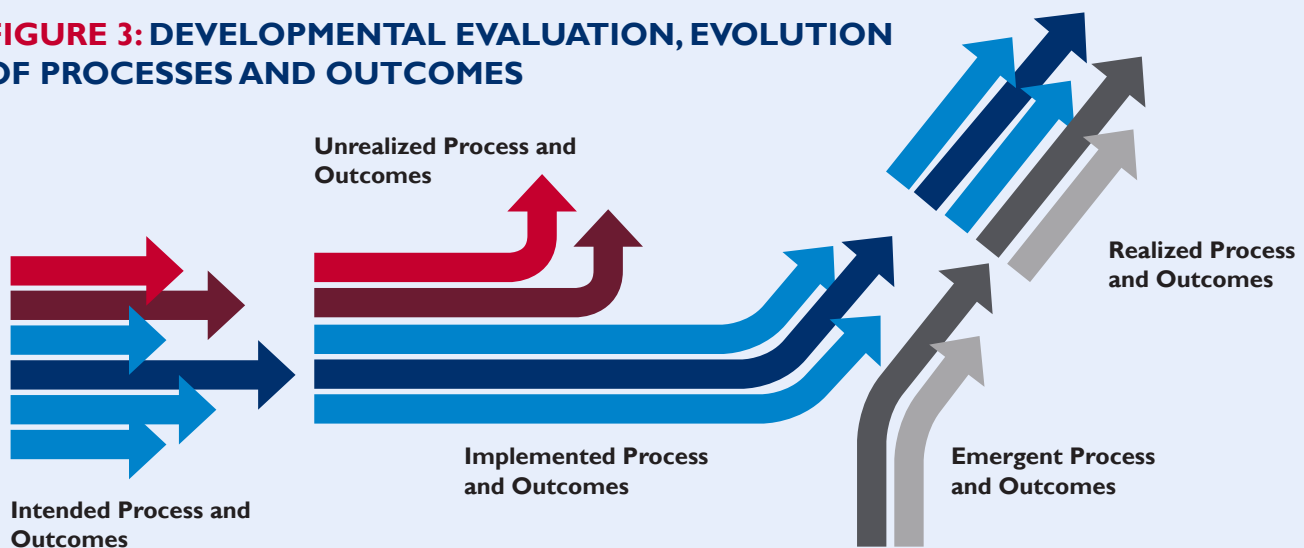 FIGURE 3: DEVELOPMENTAL EVALUATION, EVOLUTION
OF PROCESSES AND OUTCOMES
Unrealized Process and
Outcomes
Realized Process
and Outcomes
Implemented Process
and Outcomes
Emergent Process
and Outcomes
Intended Process and
Outcomes